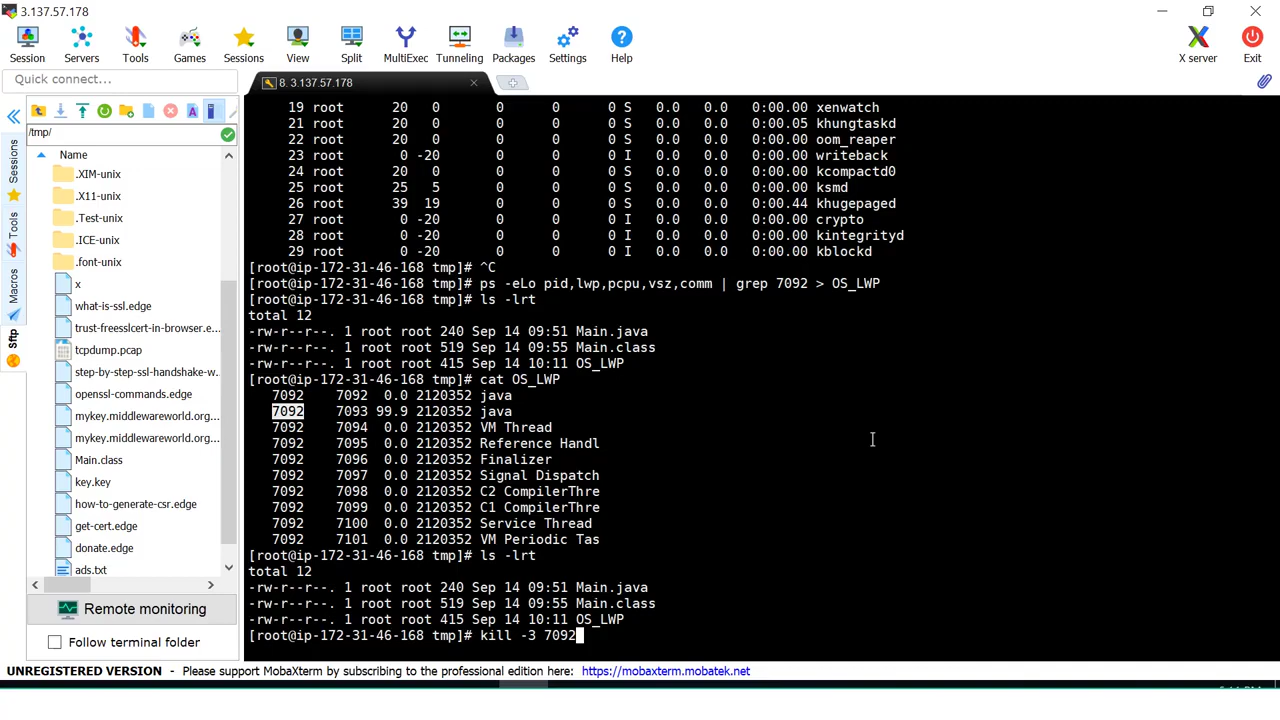 3.137.57.178
Session Servers Tools Games Sessions View Split MultiExec Tunneling Packages Settings Help X server Exit
Quick connect...
8. 3.137.57.178
/tmp/
Name
.XIM-unix
.X11-unix
.Test-unix
.ICE-unix
.font-unix
x
what-is-ssl.edge
trust-freesslcert-in-browser.e...
tcpdump.pcap
step-by-step-ssl-handshake-w...
openssl-commands.edge
mykey.middlewareworld.org...
mykey.middlewareworld.org...
Main.class
key.key
how-to-generate-csr.edge
get-cert.edge
donate.edge
ads.txt
Sessions
Tools
Macros
Sftp
Remote monitoring
Follow terminal folder
19 root 20 0 0 0 0 S 0.0 0.0 0:00.00 xenwatch
21 root 20 0 0 0 0 S 0.0 0.0 0:00.05 khungtaskd
22 root 20 0 0 0 0 S 0.0 0.0 0:00.00 oom_reaper
23 root 0 -20 0 0 0 I 0.0 0.0 0:00.00 writeback
24 root 20 0 0 0 0 S 0.0 0.0 0:00.00 kcompactd0
25 root 25 5 0 0 0 S 0.0 0.0 0:00.00 ksmd
26 root 39 19 0 0 0 S 0.0 0.0 0:00.44 khugepaged
27 root 0 -20 0 0 0 I 0.0 0.0 0:00.00 crypto
28 root 0 -20 0 0 0 I 0.0 0.0 0:00.00 kintegrityd
29 root 0 -20 0 0 0 I 0.0 0.0 0:00.00 kblockd
[root@ip-172-31-46-168 tmp]# ^C
[root@ip-172-31-46-168 tmp]# ps -eLo pid,lwp,pcpu,vsz,comm | grep 7092 > OS_LWP
[root@ip-172-31-46-168 tmp]# ls -lrt
total 12
-rw-r--r--. 1 root root 240 Sep 14 09:51 Main.java
-rw-r--r--. 1 root root 519 Sep 14 09:55 Main.class
-rw-r--r--. 1 root root 415 Sep 14 10:11 OS_LWP
[root@ip-172-31-46-168 tmp]# cat OS_LWP
7092 7092 0.0 2120352 java
7092 7093 99.9 2120352 java
7092 7094 0.0 2120352 VM Thread
7092 7095 0.0 2120352 Reference Handl
7092 7096 0.0 2120352 Finalizer
7092 7097 0.0 2120352 Signal Dispatch
7092 7098 0.0 2120352 C2 CompilerThre
7092 7099 0.0 2120352 C1 CompilerThre
7092 7100 0.0 2120352 Service Thread
7092 7101 0.0 2120352 VM Periodic Tas
[root@ip-172-31-46-168 tmp]# ls -lrt
total 12
-rw-r--r--. 1 root root 240 Sep 14 09:51 Main.java
-rw-r--r--. 1 root root 519 Sep 14 09:55 Main.class
-rw-r--r--. 1 root root 415 Sep 14 10:11 OS_LWP
[root@ip-172-31-46-168 tmp]# kill -3 7092
UNREGISTERED VERSION - Please support MobaXterm by subscribing to the professional edition here: https://mobaxterm.mobatek.net